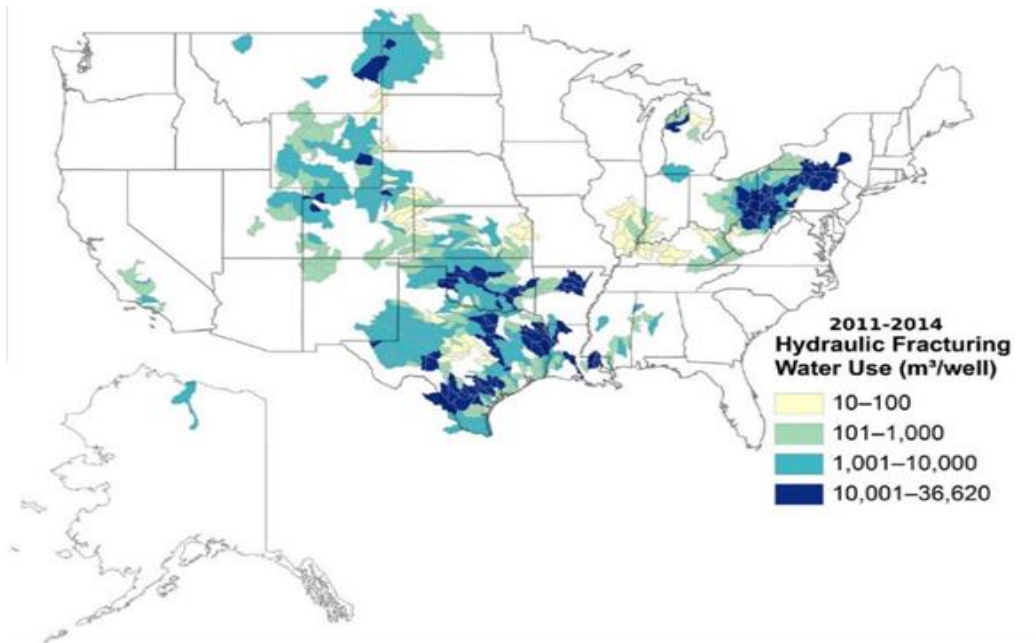 2011-2014
Hydraulic Fracturing
Water Use (m³/well)
10–100
101–1,000
1,001–10,000
10,001–36,620